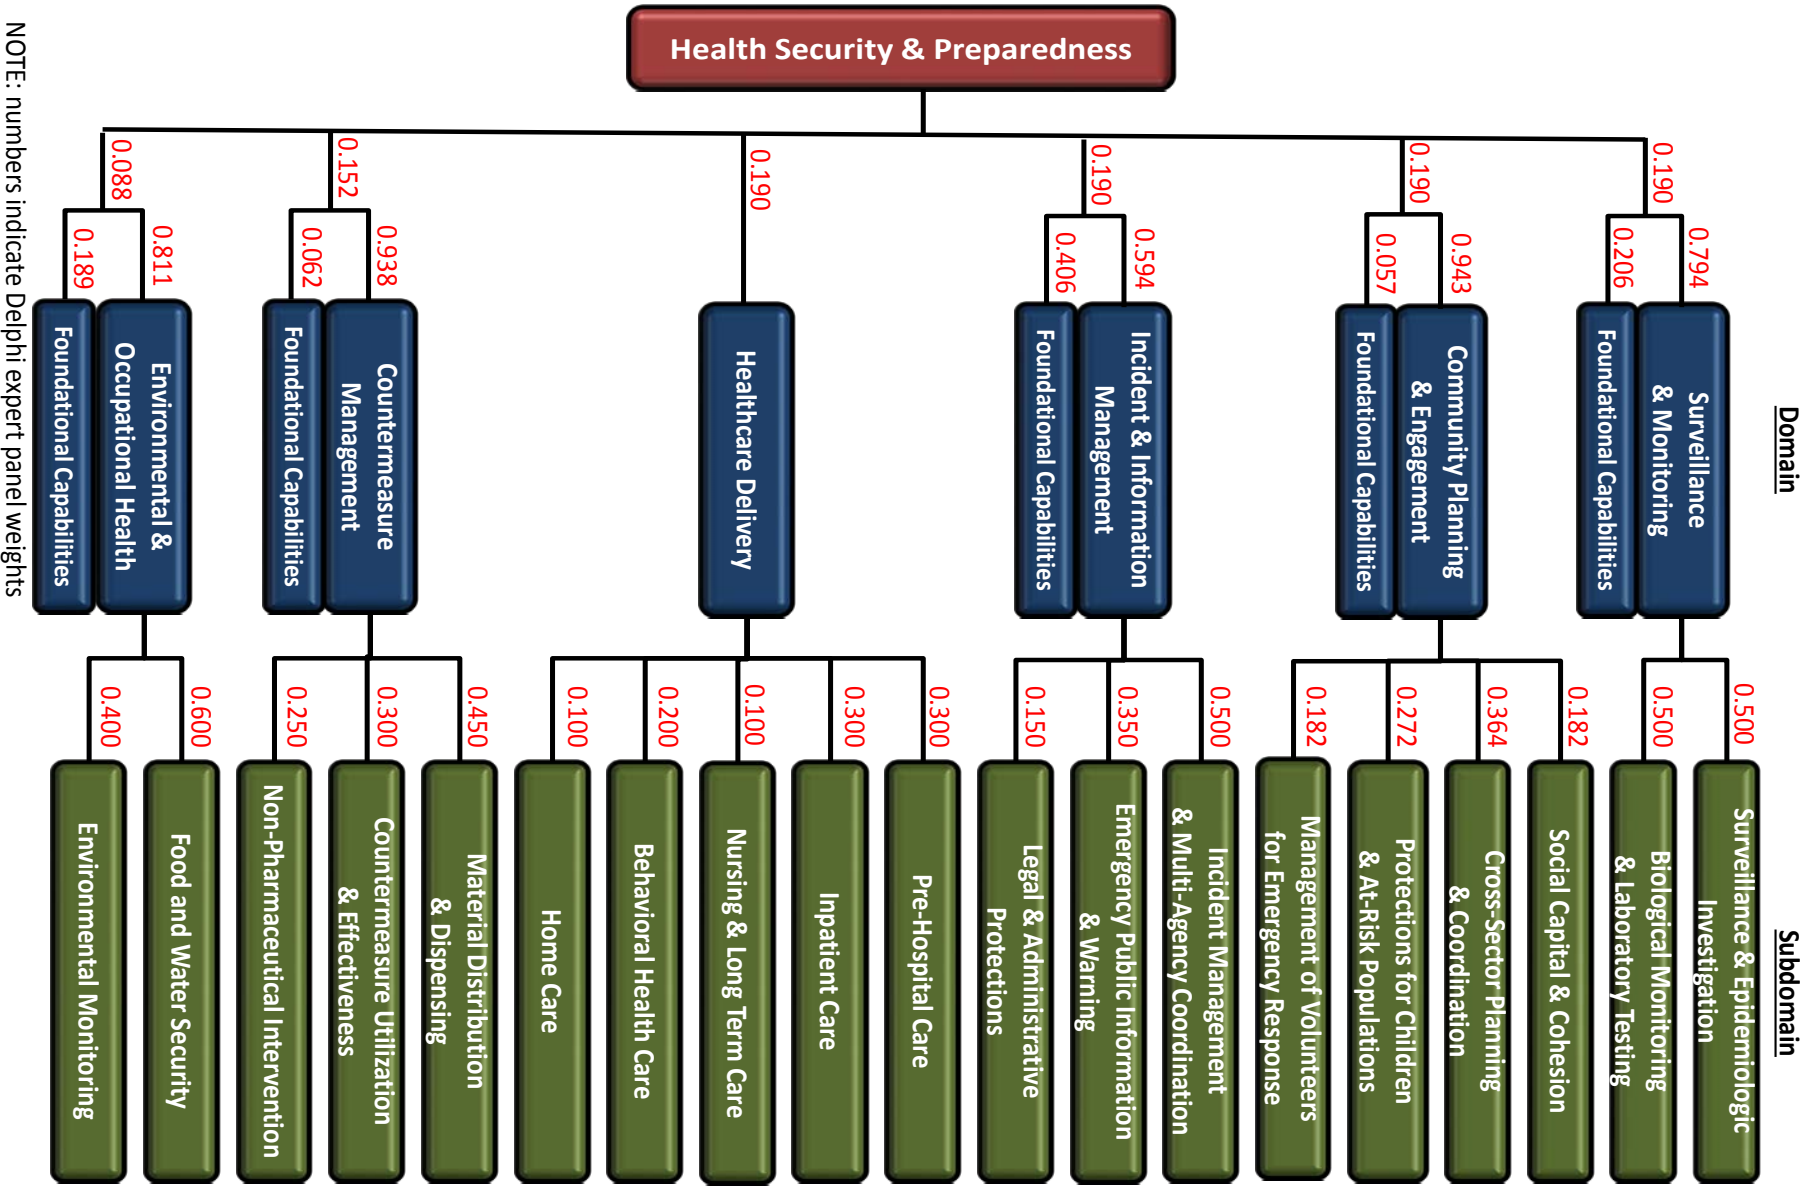 Health Security & Preparedness
Domain
Subdomain
0.190
0.794
0.206
Surveillance
& Monitoring
Foundational Capabilities
0.500
Surveillance & Epidemiologic
Investigation
0.500
Biological Monitoring
& Laboratory Testing
0.190
0.943
0.057
Community Planning
& Engagement
Foundational Capabilities
0.182
Social Capital & Cohesion
0.364
Cross-Sector Planning
& Coordination
0.272
Protections for Children
& At-Risk Populations
0.182
Management of Volunteers
for Emergency Response
0.190
0.594
0.406
Incident & Information
Management
Foundational Capabilities
0.500
Incident Management
& Multi-Agency Coordination
0.350
Emergency Public Information
& Warning
0.150
Legal & Administrative
Protections
0.190
Healthcare Delivery
0.300
Pre-Hospital Care
0.300
Inpatient Care
0.100
Nursing & Long Term Care
0.200
Behavioral Health Care
0.100
Home Care
0.152
0.938
0.062
Countermeasure
Management
Foundational Capabilities
0.450
Material Distribution
& Dispensing
0.300
Countermeasure Utilization
& Effectiveness
0.250
Non-Pharmaceutical Intervention
0.088
0.811
0.189
Environmental &
Occupational Health
Foundational Capabilities
0.600
Food and Water Security
0.400
Environmental Monitoring
NOTE: numbers indicate Delphi expert panel weights